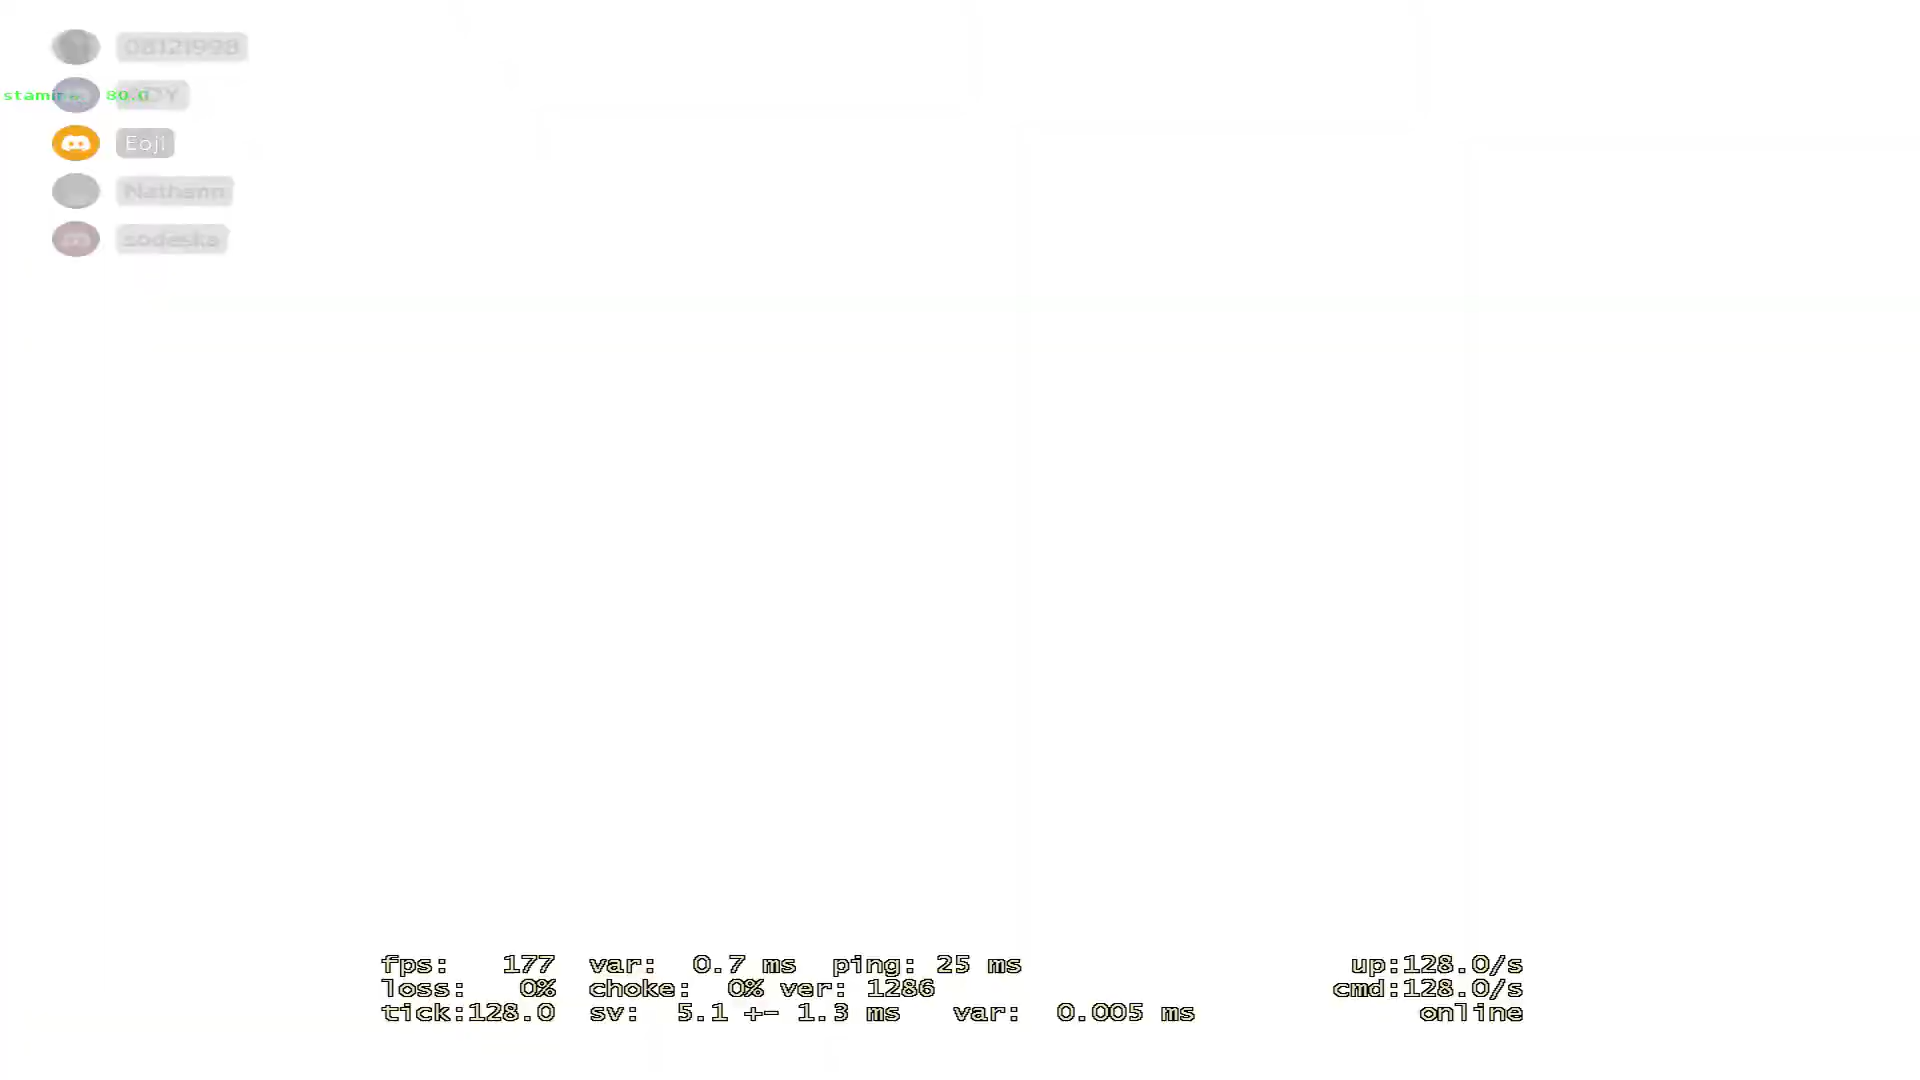 08121998
stamina 80.0
Eoji
Nathann
sodeska
fps: 177 var: 0.7 ms ping: 25 ms up:128.0/s
loss: 0% choke: 0% ver: 1286 cmd:128.0/s
tick:128.0 sv: 5.1 +- 1.3 ms var: 0.005 ms online